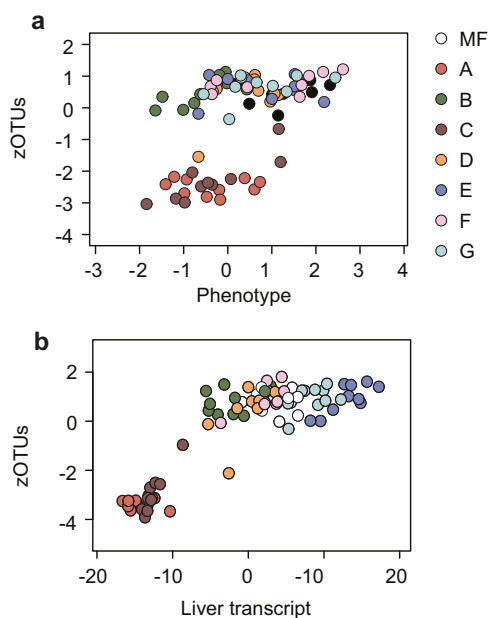 a
2
1
0
-1
-2
-3
-4
zOTUs
-3 -2 -1 0 1 2 3 4
Phenotype
MF
A
B
C
D
E
F
G
b
2
0
-2
-4
zOTUs
-20 -10 0 -10 20
Liver transcript